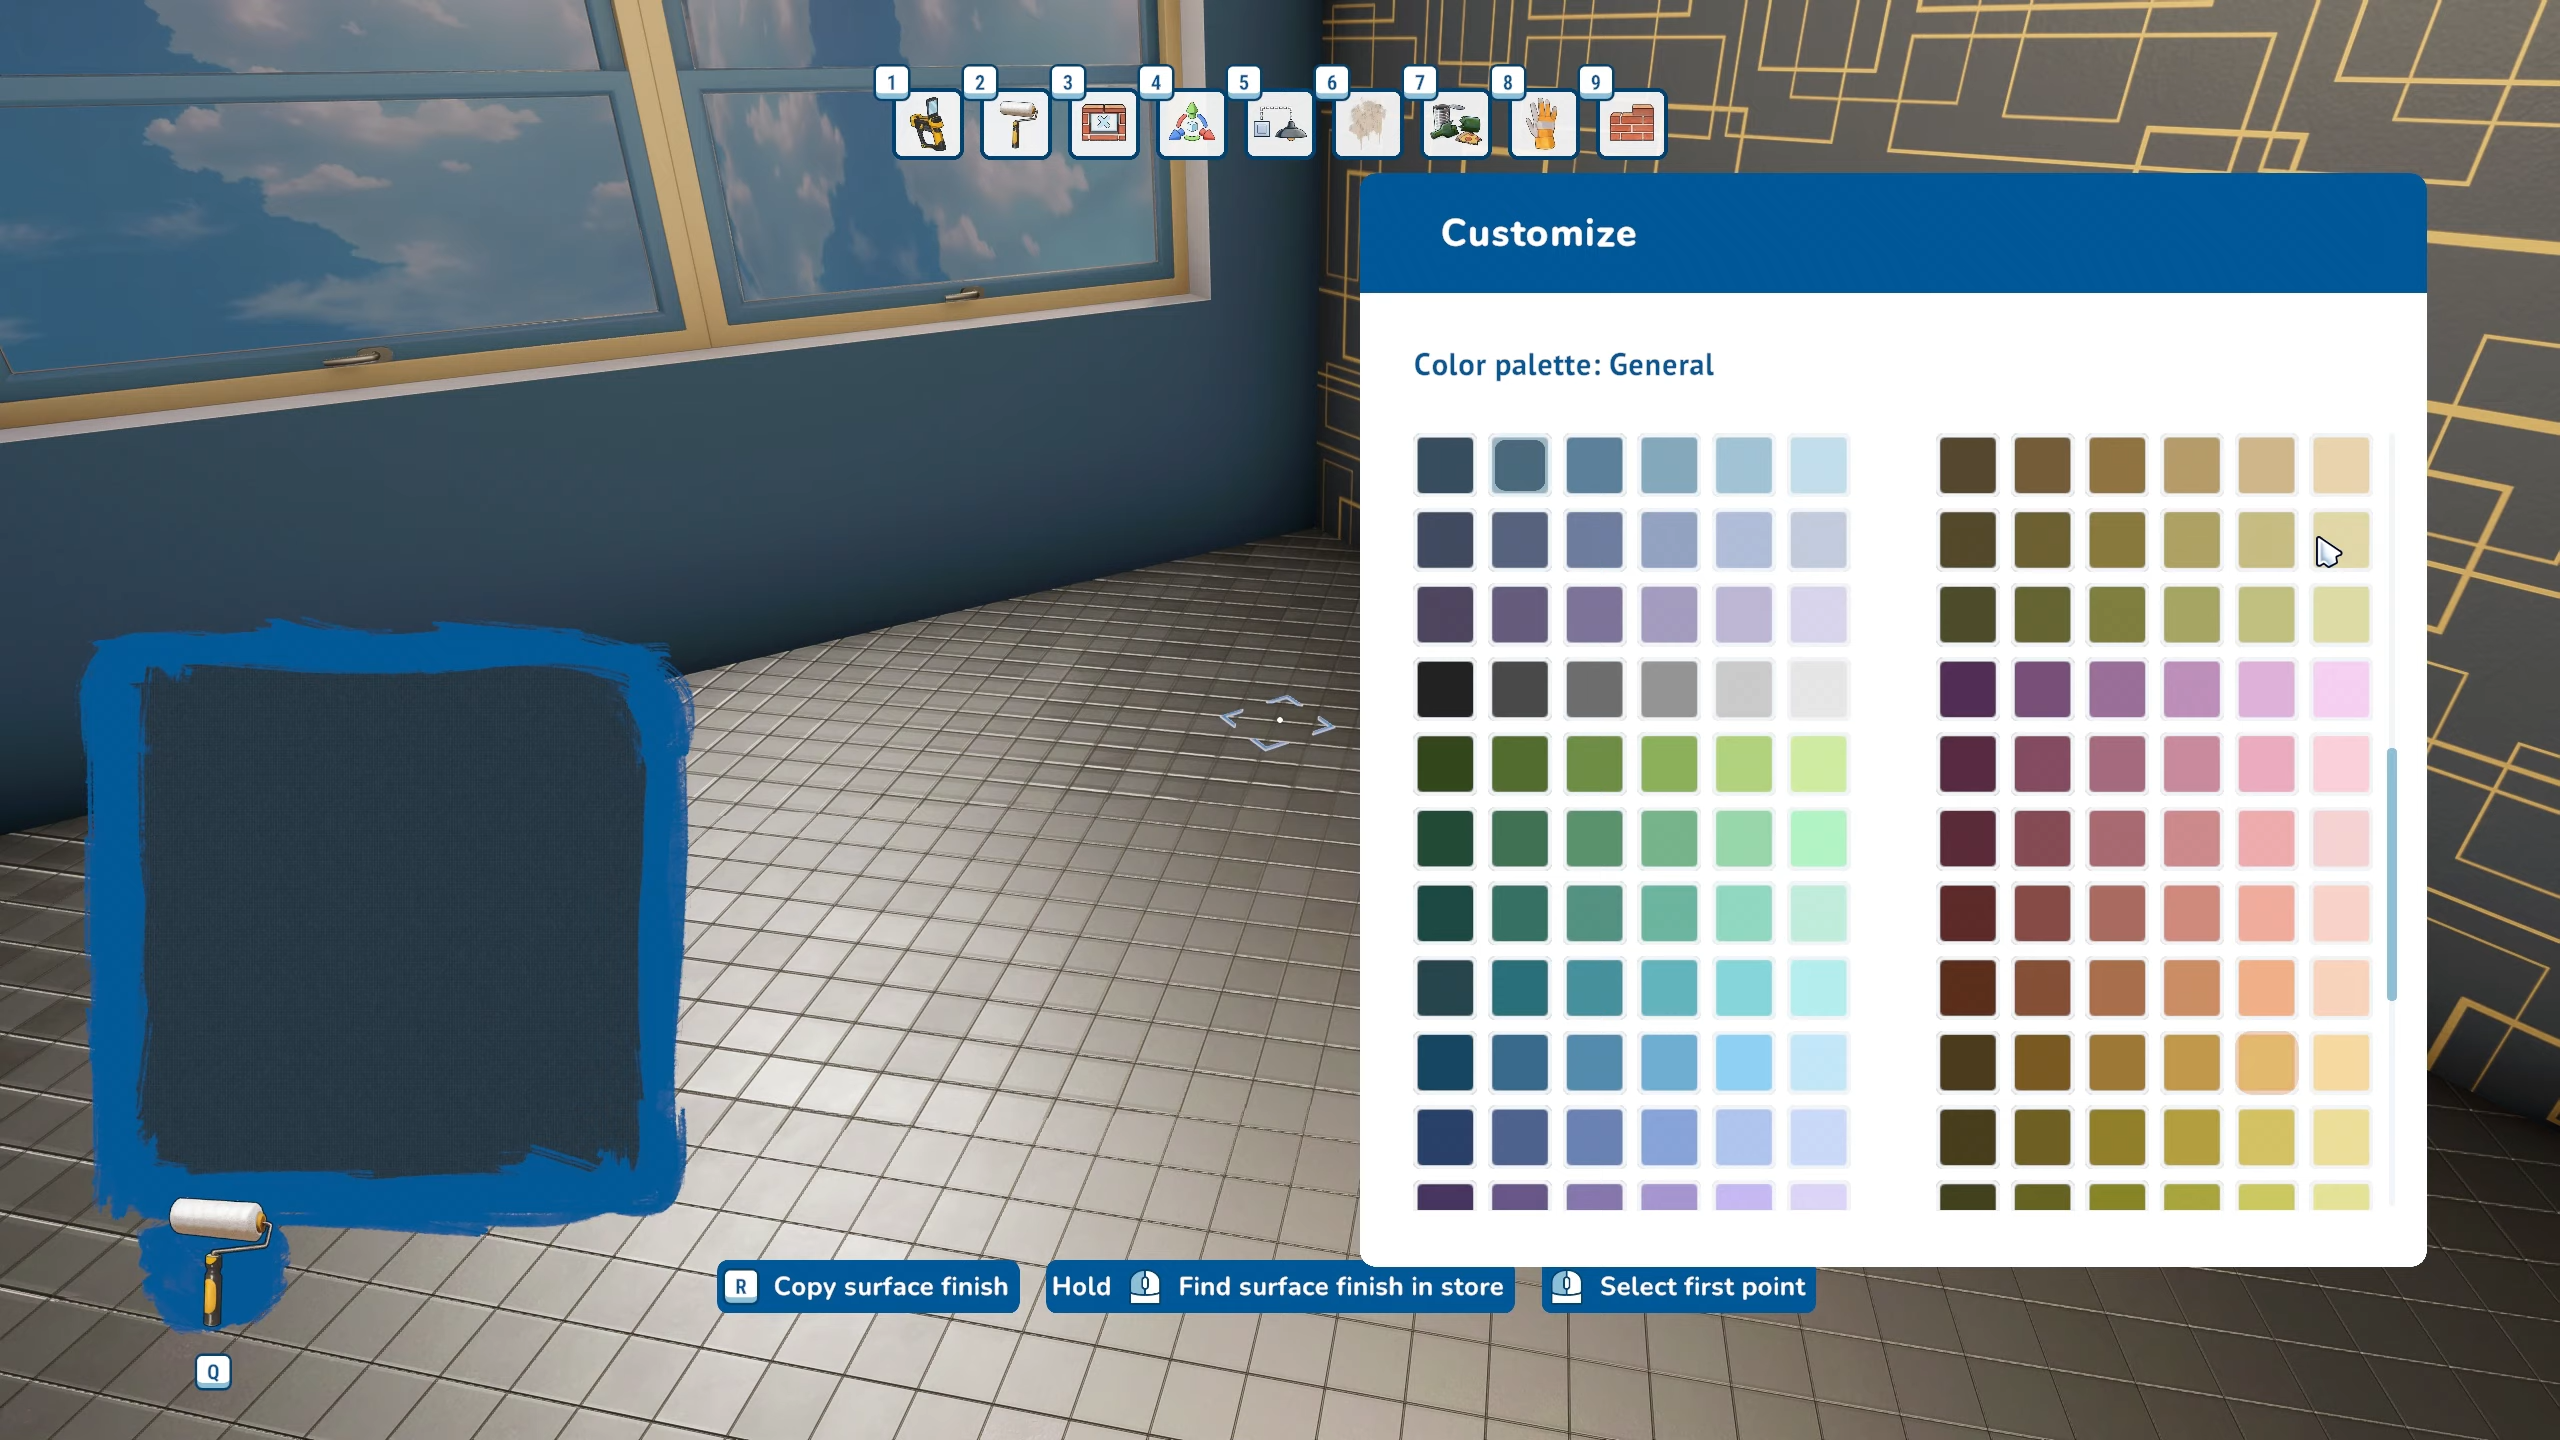 1 2 3 4 5 6 7 8 9
Customize
Color palette: General
R Copy surface finish
Hold Find surface finish in store
Select first point
Q